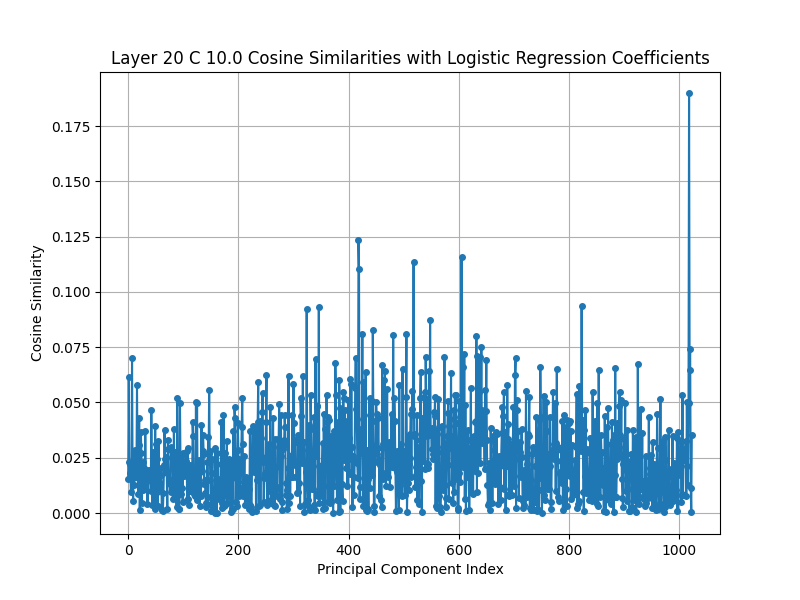 Layer 20 C 10.0 Cosine Similarities with Logistic Regression Coefficients
0.175
0.150
0.125
0.100
0.075
0.050
0.025
0.000
Cosine Similarity
0 200 400 600 800 1000
Principal Component Index